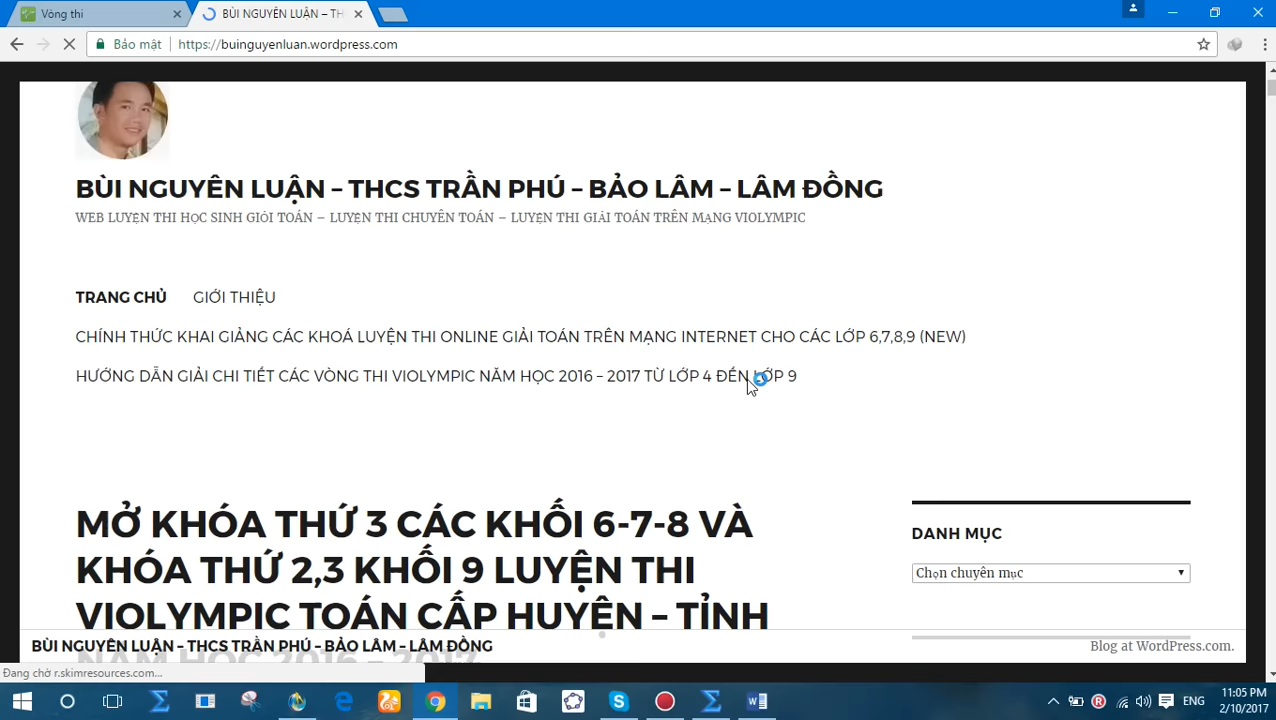 Vòng thi
BÙI NGUYÊN LUẬN – TH
Bảo mật
https://buinguyenluan.wordpress.com
BÙI NGUYÊN LUẬN – THCS TRẦN PHÚ – BẢO LÂM – LÂM ĐỒNG
WEB LUYỆN THI HỌC SINH GIỎI TOÁN – LUYỆN THI CHUYÊN TOÁN – LUYỆN THI GIẢI TOÁN TRÊN MẠNG VIOLYMPIC
TRANG CHỦ GIỚI THIỆU
CHÍNH THỨC KHAI GIẢNG CÁC KHOÁ LUYỆN THI ONLINE GIẢI TOÁN TRÊN MẠNG INTERNET CHO CÁC LỚP 6,7,8,9 (NEW)
HƯỚNG DẪN GIẢI CHI TIẾT CÁC VÒNG THI VIOLYMPIC NĂM HỌC 2016 – 2017 TỪ LỚP 4 ĐẾN LỚP 9
MỞ KHÓA THỨ 3 CÁC KHỐI 6-7-8 VÀ
KHÓA THỨ 2,3 KHỐI 9 LUYỆN THI
VIOLYMPIC TOÁN CẤP HUYỆN – TỈNH
NĂM HỌC 2016 – 2017
DANH MỤC
Chọn chuyên mục
BÙI NGUYÊN LUẬN – THCS TRẦN PHÚ – BẢO LÂM – LÂM ĐỒNG
Blog at WordPress.com.
Đang chờ r.skimresources.com...
ENG
11:05 PM
2/10/2017